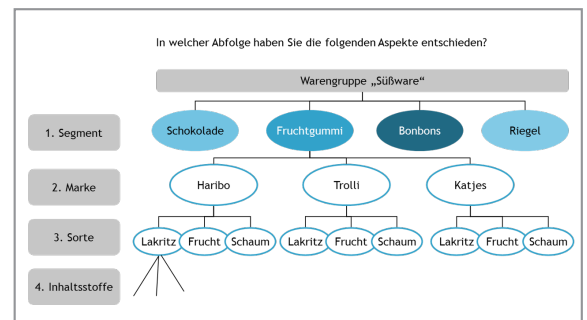 In welcher Abfolge haben Sie die folgenden Aspekte entschieden?
Warengruppe „Süßware“
1. Segment
Schokolade
Fruchtgummi
Bonbons
Riegel
2. Marke
Haribo
Trolli
Katjes
3. Sorte
Lakritz
Frucht
Schaum
Lakritz
Frucht
Schaum
Lakritz
Frucht
Schaum
4. Inhaltsstoffe